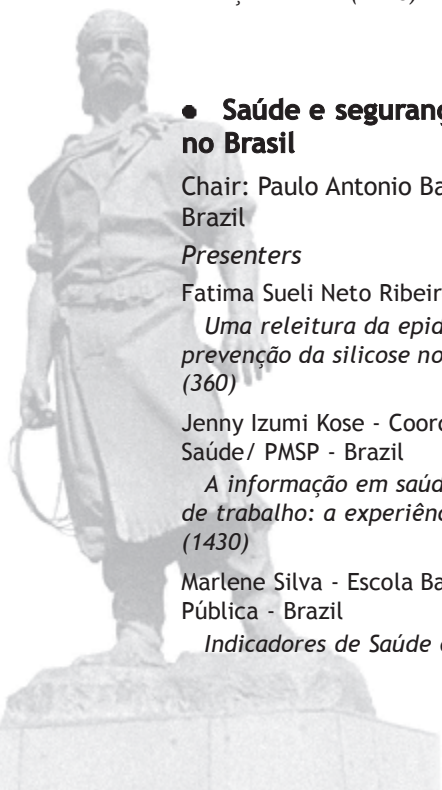 ● Saúde e seguranç
no Brasil
Chair: Paulo Antonio Ba
Brazil
Presenters
Fatima Sueli Neto Ribeir
Uma releitura da epid
prevenção da silicose no
(360)
Jenny Izumi Kose - Coord
Saúde/ PMSP - Brazil
A informação em saúd
de trabalho: a experiênc
(1430)
Marlene Silva - Escola Ba
Pública - Brazil
Indicadores de Saúde